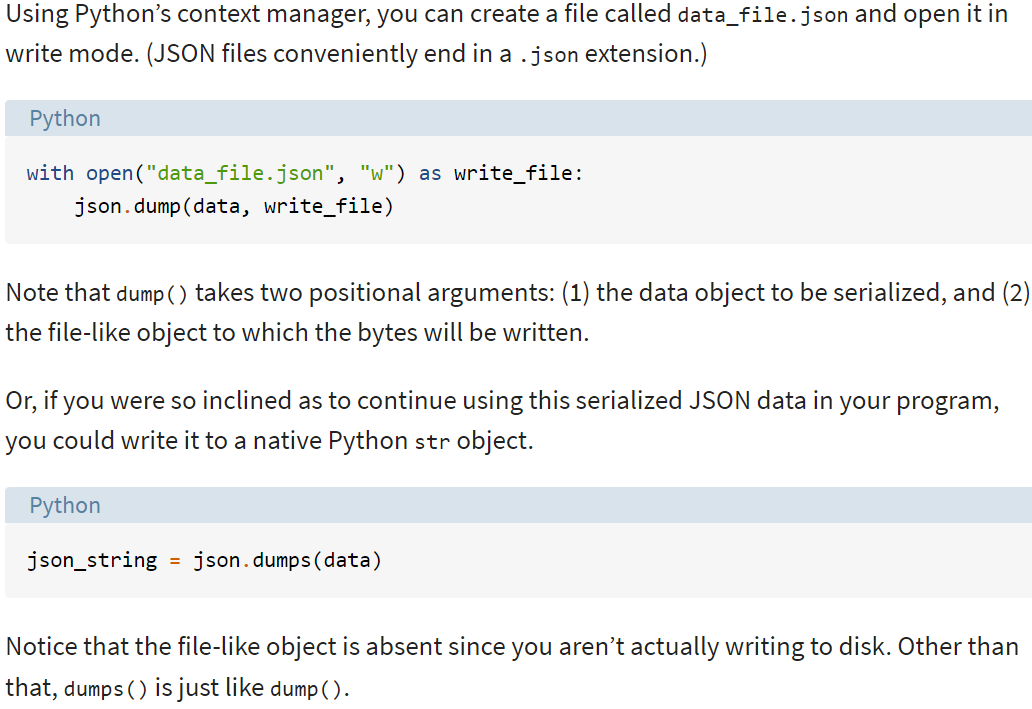 Using Python’s context manager, you can create a file called data_file.json and open it in
write mode. (JSON files conveniently end in a .json extension.)
Python
with open("data_file.json", "w") as write_file:
    json.dump(data, write_file)
Note that dump() takes two positional arguments: (1) the data object to be serialized, and (2)
the file-like object to which the bytes will be written.
Or, if you were so inclined as to continue using this serialized JSON data in your program,
you could write it to a native Python str object.
Python
json_string = json.dumps(data)
Notice that the file-like object is absent since you aren’t actually writing to disk. Other than
that, dumps() is just like dump().